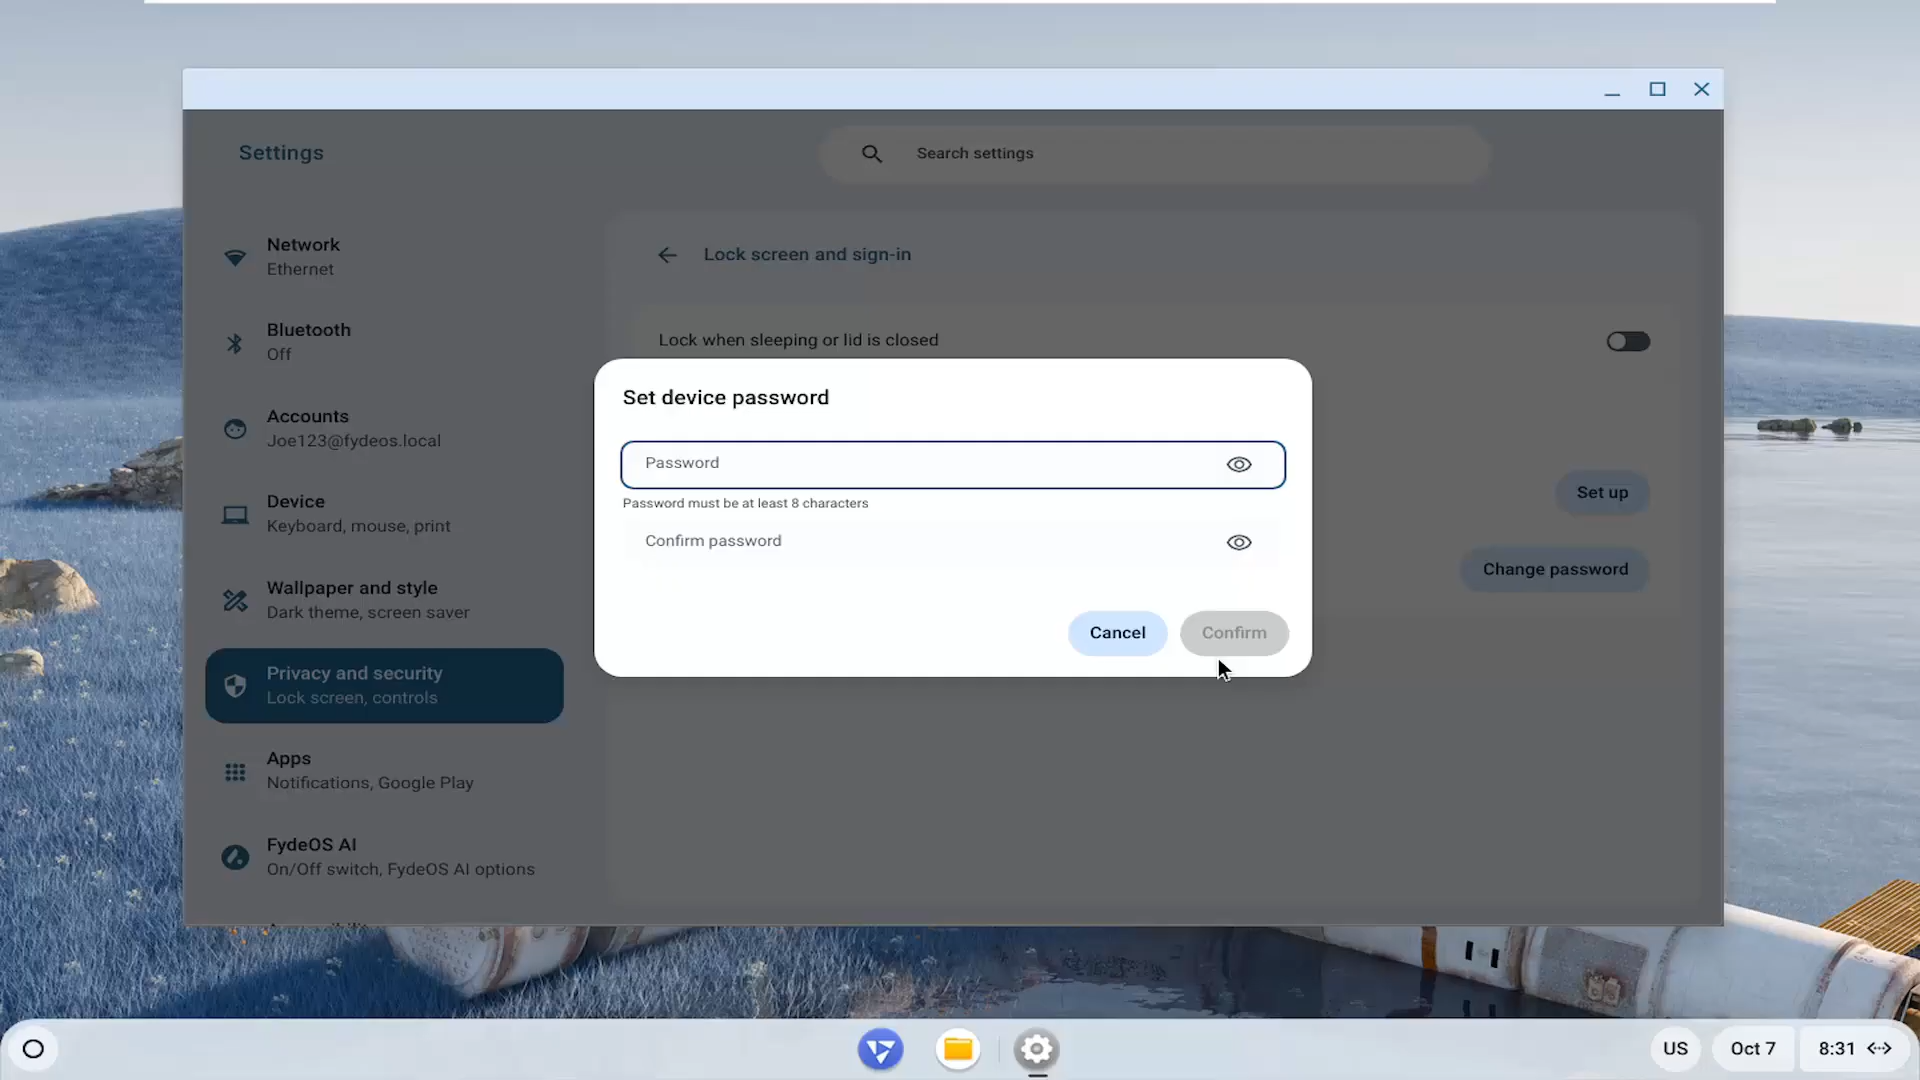 Settings
Search settings
Network
Ethernet
Bluetooth
Off
Accounts
Joe123@fydeos.local
Device
Keyboard, mouse, print
Wallpaper and style
Dark theme, screen saver
Privacy and security
Lock screen, controls
Apps
Notifications, Google Play
FydeOS AI
On/Off switch, FydeOS AI options
Lock screen and sign-in
Lock when sleeping or lid is closed
Set up
Change password
Set device password
Password
Password must be at least 8 characters
Confirm password
Cancel
Confirm
US
Oct 7
8:31